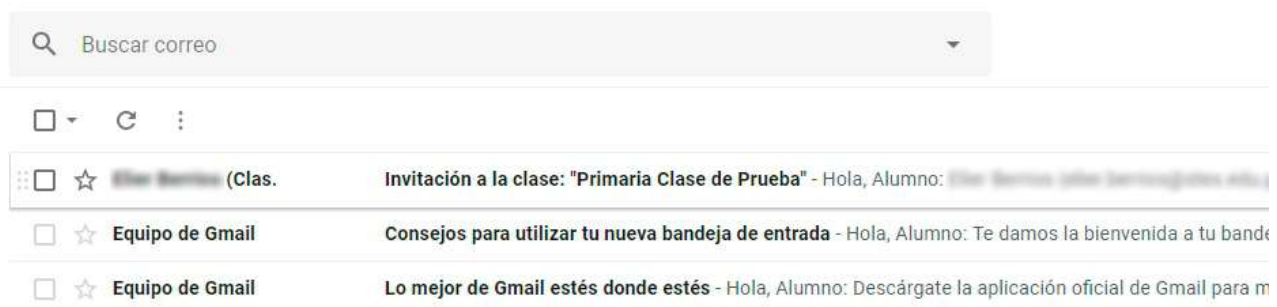 Buscar correo
(Clas. Invitación a la clase: "Primaria Clase de Prueba" - Hola, Alumno:
Equipo de Gmail Consejos para utilizar tu nueva bandeja de entrada - Hola, Alumno: Te damos la bienvenida a tu bande
Equipo de Gmail Lo mejor de Gmail estés donde estés - Hola, Alumno: Descárgate la aplicación oficial de Gmail para m